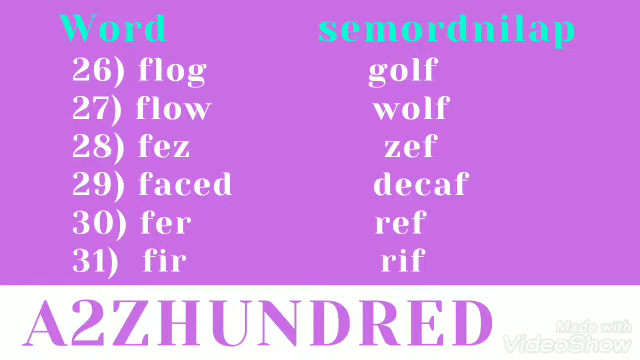 Word semordnilap
26) flog golf
27) flow wolf
28) fez zef
29) faced decaf
30) fer ref
31) fir rif
A2ZHUNDRED
Made with
VideoShow